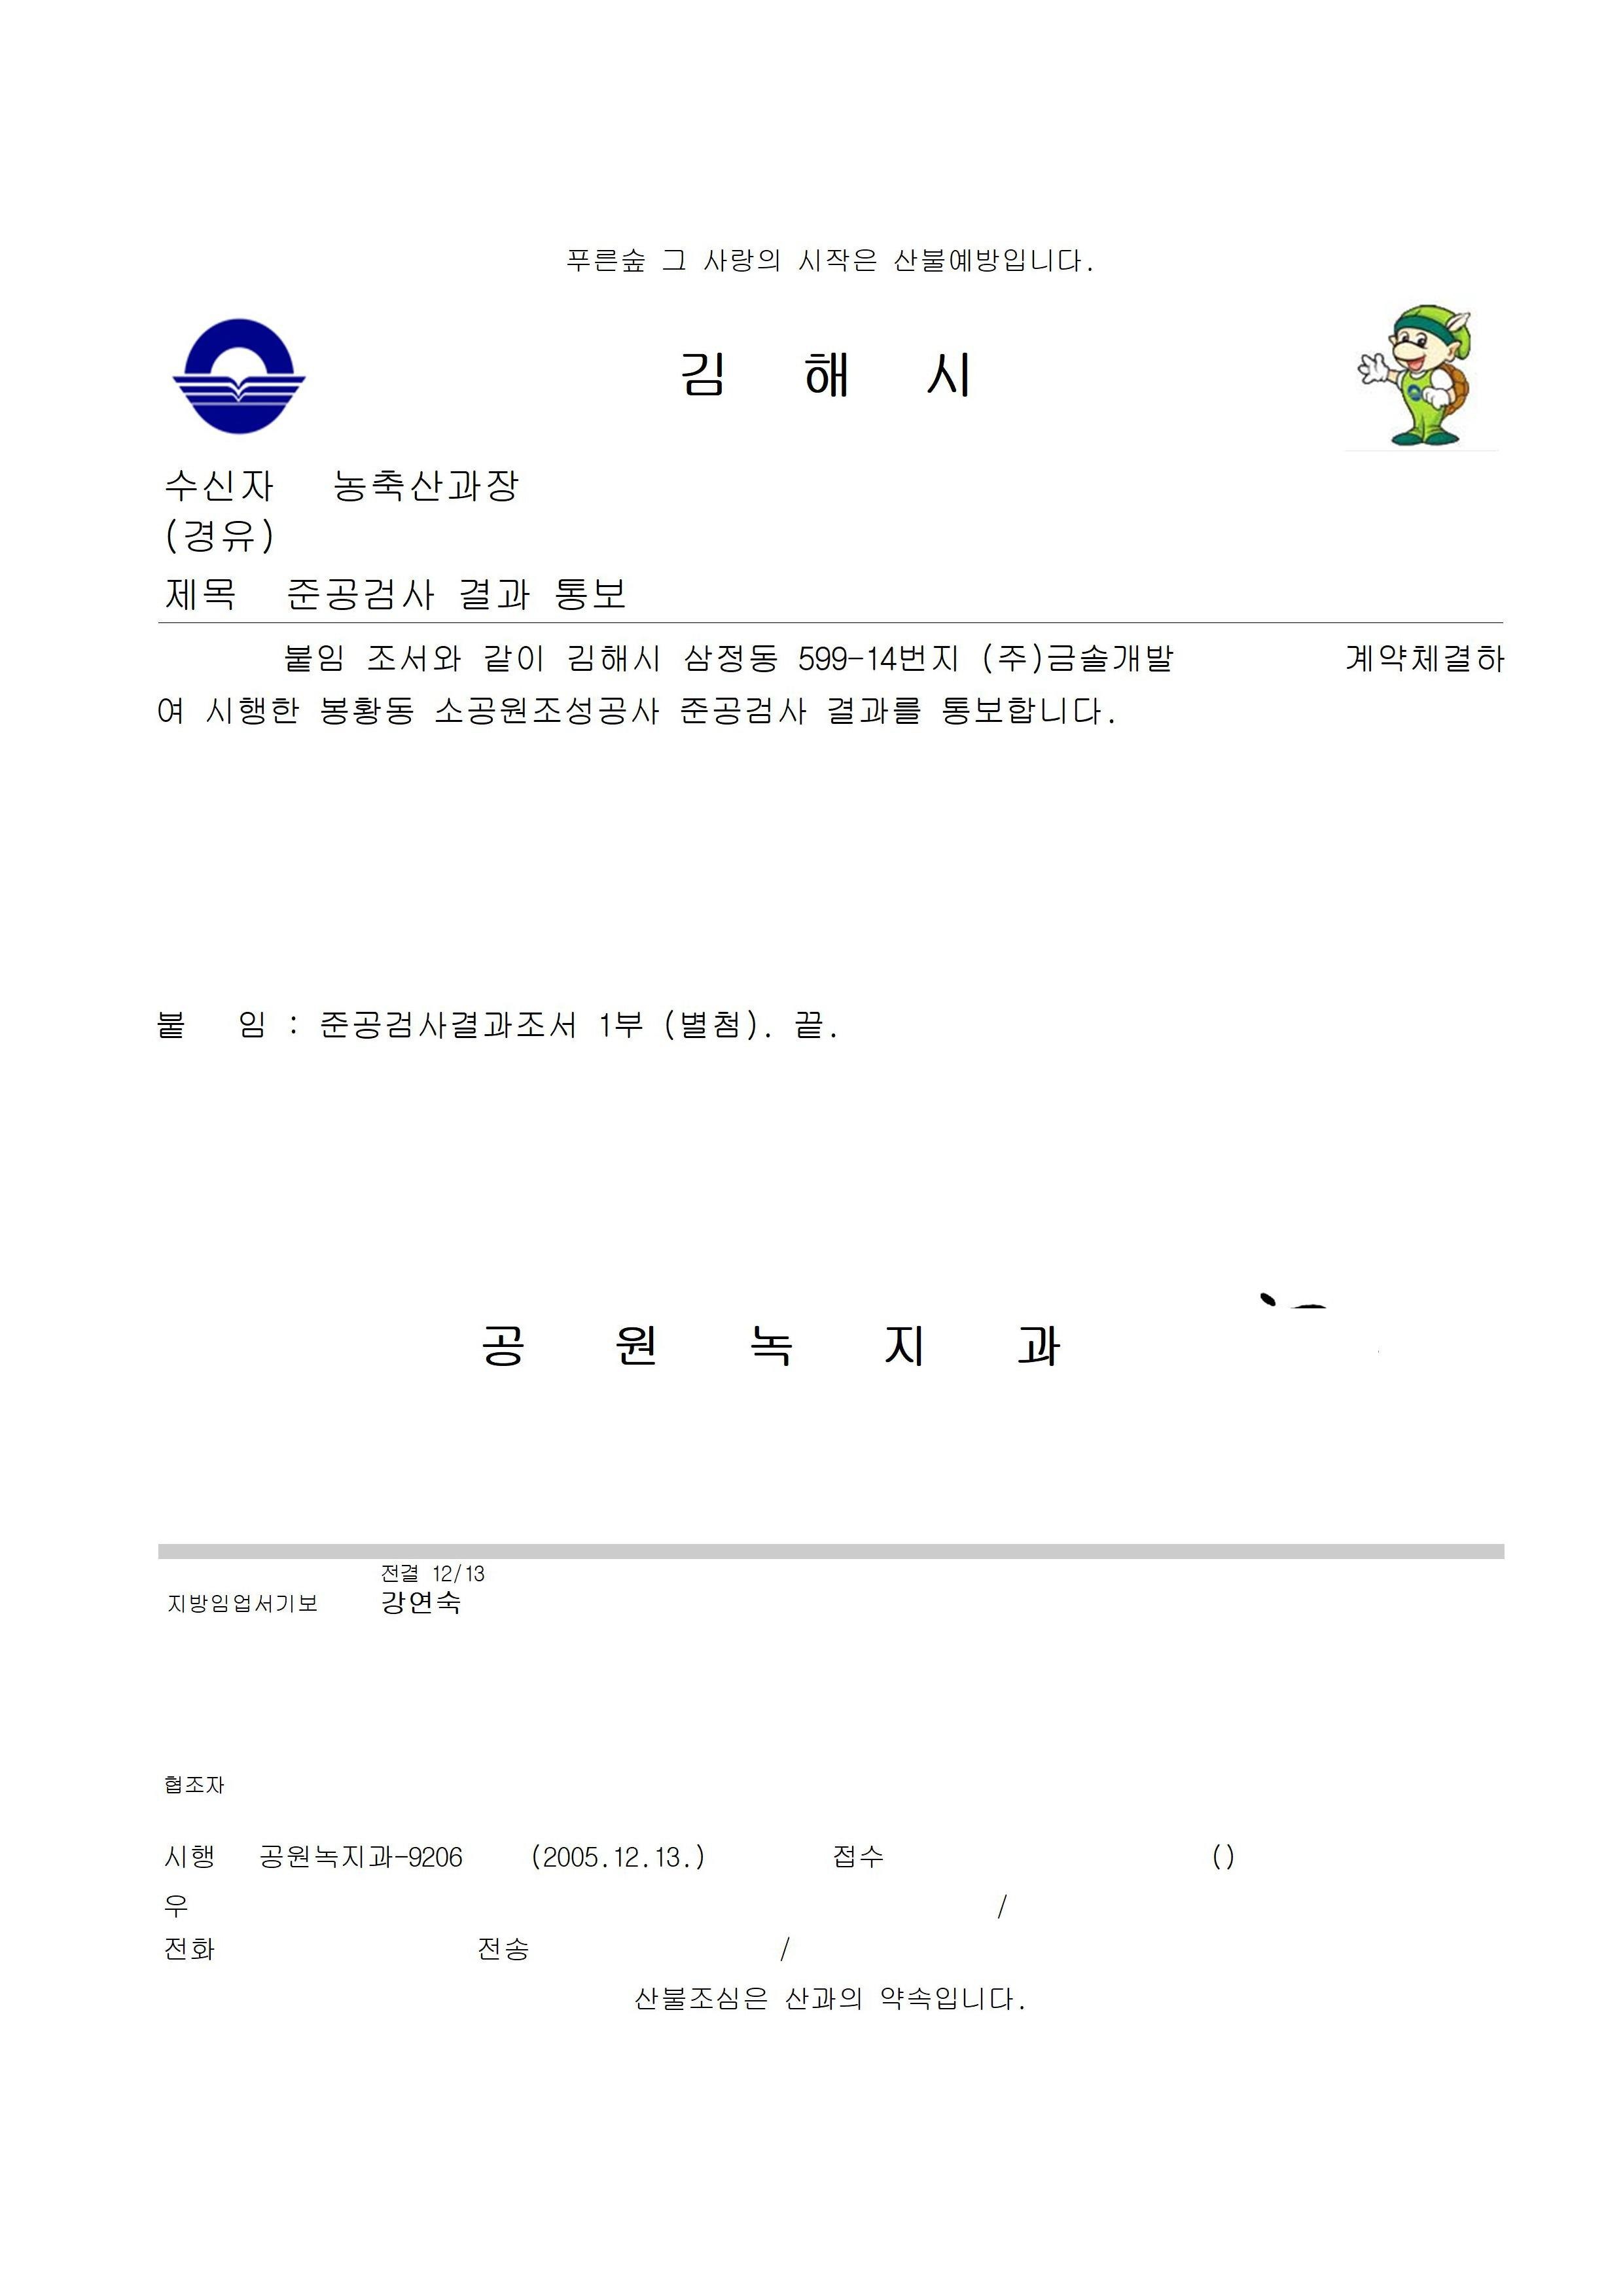 푸른숲 그 사랑의 시작은 산불예방입니다.
김 해 시
수신자 농축산과장
(경유)
제목 준공검사 결과 통보
붙임 조서와 같이 김해시 삼정동 599-14번지 (주)금솔개발 계약체결하
여 시행한 봉황동 소공원조성공사 준공검사 결과를 통보합니다.
붙 임 : 준공검사결과조서 1부 (별첨). 끝.
공 원 녹 지 과
전결 12/13
지방임업서기보 강연숙
협조자
시행 공원녹지과-9206 (2005.12.13.) 접수 ()
우 /
전화 전송 /
산불조심은 산과의 약속입니다.